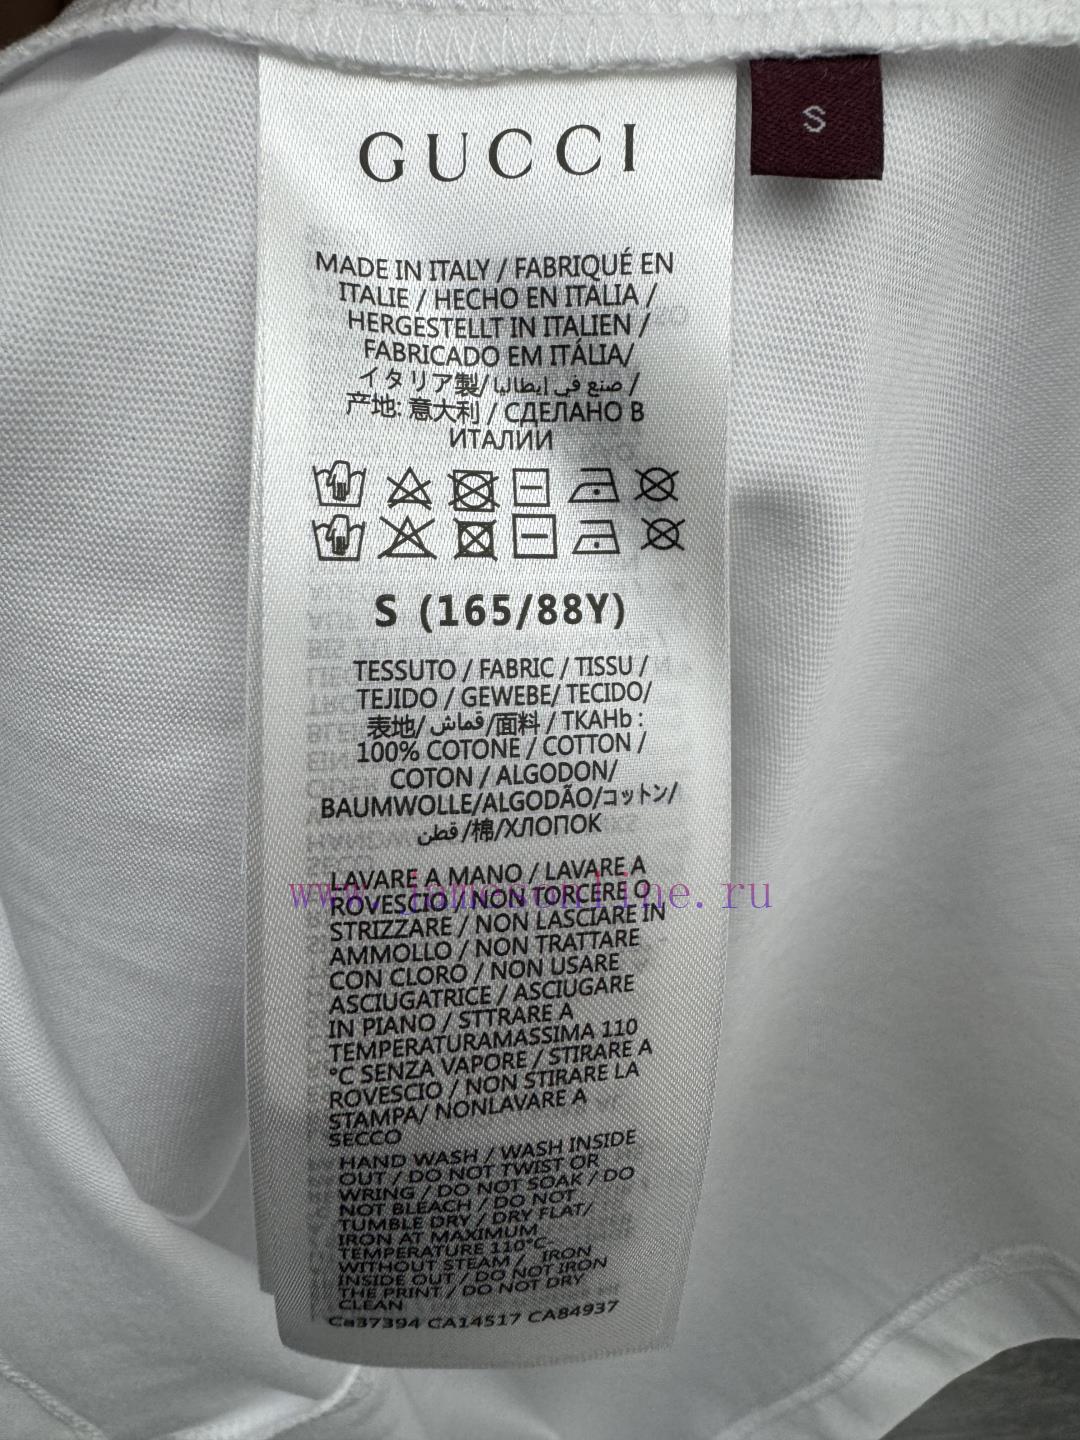 GUCCI
S
MADE IN ITALY / FABRIQUÉ EN
ITALIE / HECHO EN ITALIA /
HERGESTELLT IN ITALIEN /
FABRICADO EM ITÁLIA/
イタリア製/صنع في إيطاليا /
产地: 意大利 / СДЕЛАНО В
ИТАЛИИ
S (165/88Y)
TESSUTO / FABRIC / TISSU /
TEJIDO / GEWEBE/ TECIDO/
表地/قماش/面料 / TKAHb :
100% COTONE / COTTON /
COTON / ALGODON/
BAUMWOLLE/ALGODÃO/コットン/
قطن/棉/ХЛОПОК
LAVARE A MANO / LAVARE A
www.jamesonline.ru
ROVESCIO / NON TORCERE O
STRIZZARE / NON LASCIARE IN
AMMOLLO / NON TRATTARE
CON CLORO / NON USARE
ASCIUGATRICE / ASCIUGARE
IN PIANO / STTRARE A
TEMPERATURAMASSIMA 110
°C SENZA VAPORE / STIRARE A
ROVESCIO / NON STIRARE LA
STAMPA/ NONLAVARE A
SECCO
HAND WASH / WASH INSIDE
OUT / DO NOT TWIST OR
WRING / DO NOT SOAK / DO
NOT BLEACH / DO NOT
TUMBLE DRY / DRY FLAT/
IRON AT MAXIMUM
TEMPERATURE 110°C-
WITHOUT STEAM / IRON
INSIDE OUT / DO NOT IRON
THE PRINT / DO NOT DRY
CLEAN
Ca37394 CA14517 CA84937